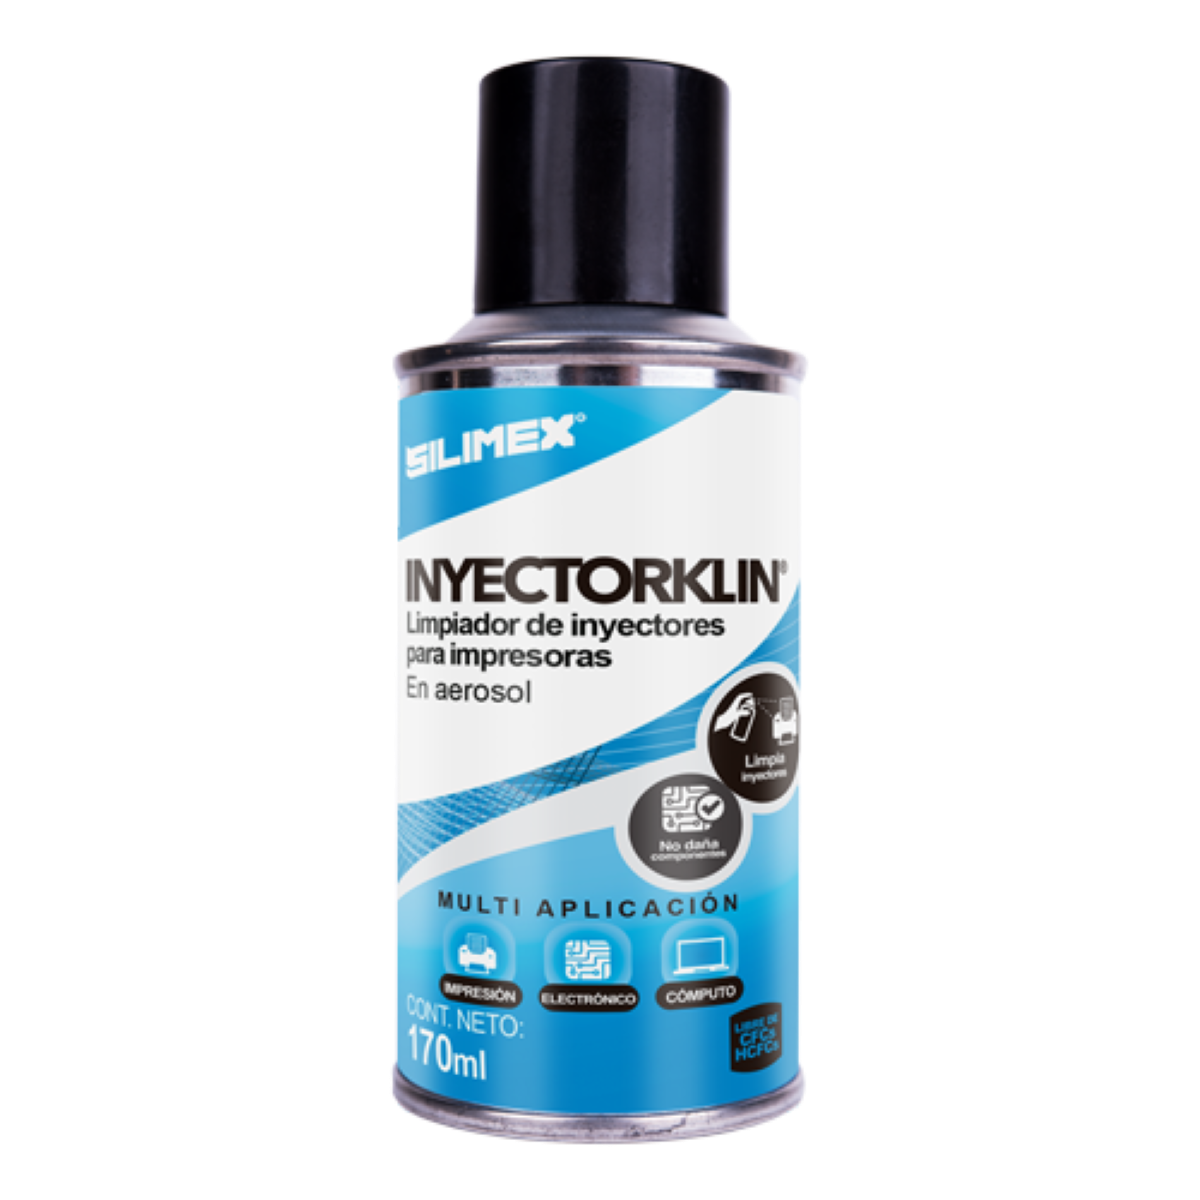 SILIMEX®
INYECTORKLIN®
Limpiador de inyectores
para impresoras
En aerosol
Limpia
inyectores
No daña
componentes
MULTI APLICACIÓN
IMPRESIÓN
ELECTRÓNICO
CÓMPUTO
CONT. NETO:
170ml
LIBRE DE
CFCs
HCFCs